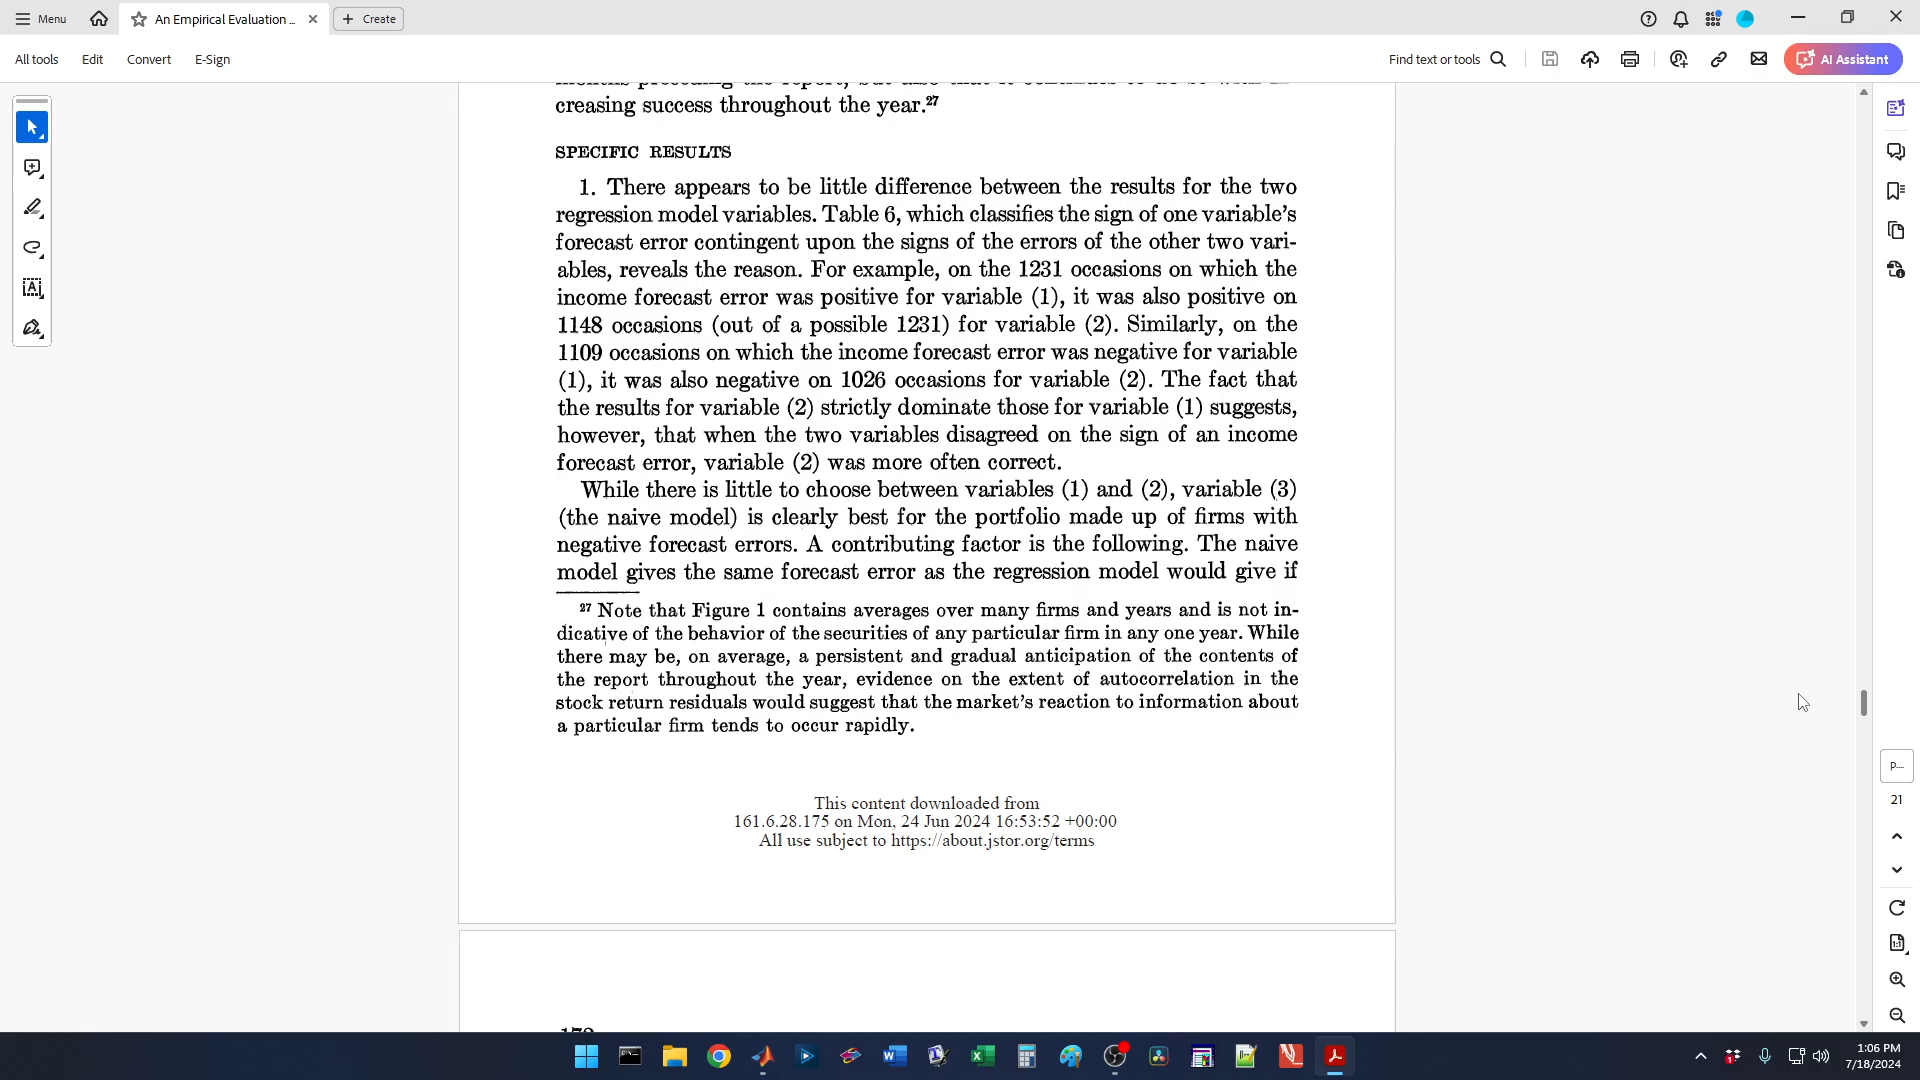 Menu
An Empirical Evaluation ...
Create
All tools
Edit
Convert
E-Sign
Find text or tools
AI Assistant
creasing success throughout the year.27
SPECIFIC RESULTS
1. There appears to be little difference between the results for the two
regression model variables. Table 6, which classifies the sign of one variable's
forecast error contingent upon the signs of the errors of the other two vari-
ables, reveals the reason. For example, on the 1231 occasions on which the
income forecast error was positive for variable (1), it was also positive on
1148 occasions (out of a possible 1231) for variable (2). Similarly, on the
1109 occasions on which the income forecast error was negative for variable
(1), it was also negative on 1026 occasions for variable (2). The fact that
the results for variable (2) strictly dominate those for variable (1) suggests,
however, that when the two variables disagreed on the sign of an income
forecast error, variable (2) was more often correct.
While there is little to choose between variables (1) and (2), variable (3)
(the naive model) is clearly best for the portfolio made up of firms with
negative forecast errors. A contributing factor is the following. The naive
model gives the same forecast error as the regression model would give if
27 Note that Figure 1 contains averages over many firms and years and is not in-
dicative of the behavior of the securities of any particular firm in any one year. While
there may be, on average, a persistent and gradual anticipation of the contents of
the report throughout the year, evidence on the extent of autocorrelation in the
stock return residuals would suggest that the market's reaction to information about
a particular firm tends to occur rapidly.
This content downloaded from
161.6.28.175 on Mon, 24 Jun 2024 16:53:52 +00:00
All use subject to https://about.jstor.org/terms
P...
21
1:06 PM
7/18/2024